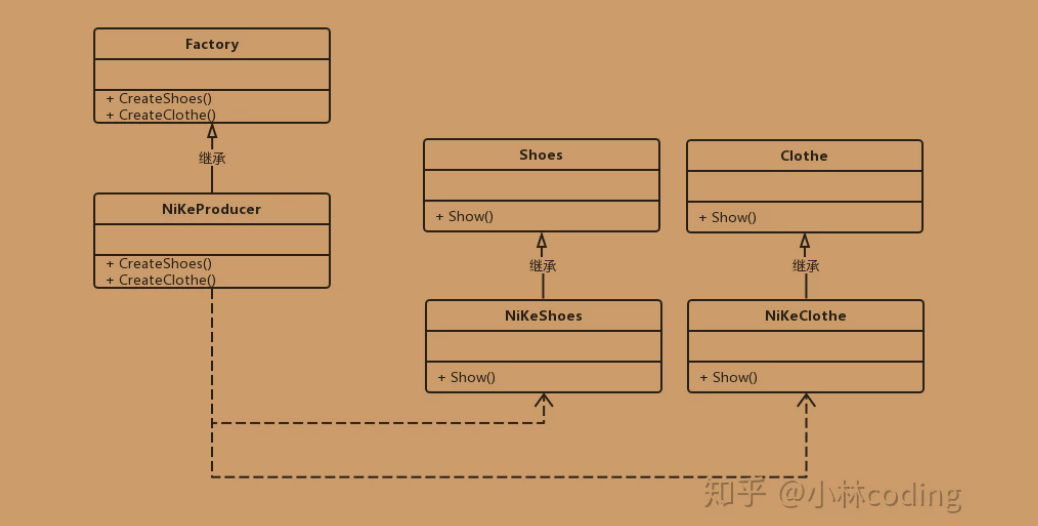 Factory
+ CreateShoes()
+ CreateClothe()
继承
NiKeProducer
+ CreateShoes()
+ CreateClothe()
Shoes
+ Show()
继承
NiKeShoes
+ Show()
Clothe
+ Show()
继承
NiKeClothe
+ Show()
知乎 @小林coding